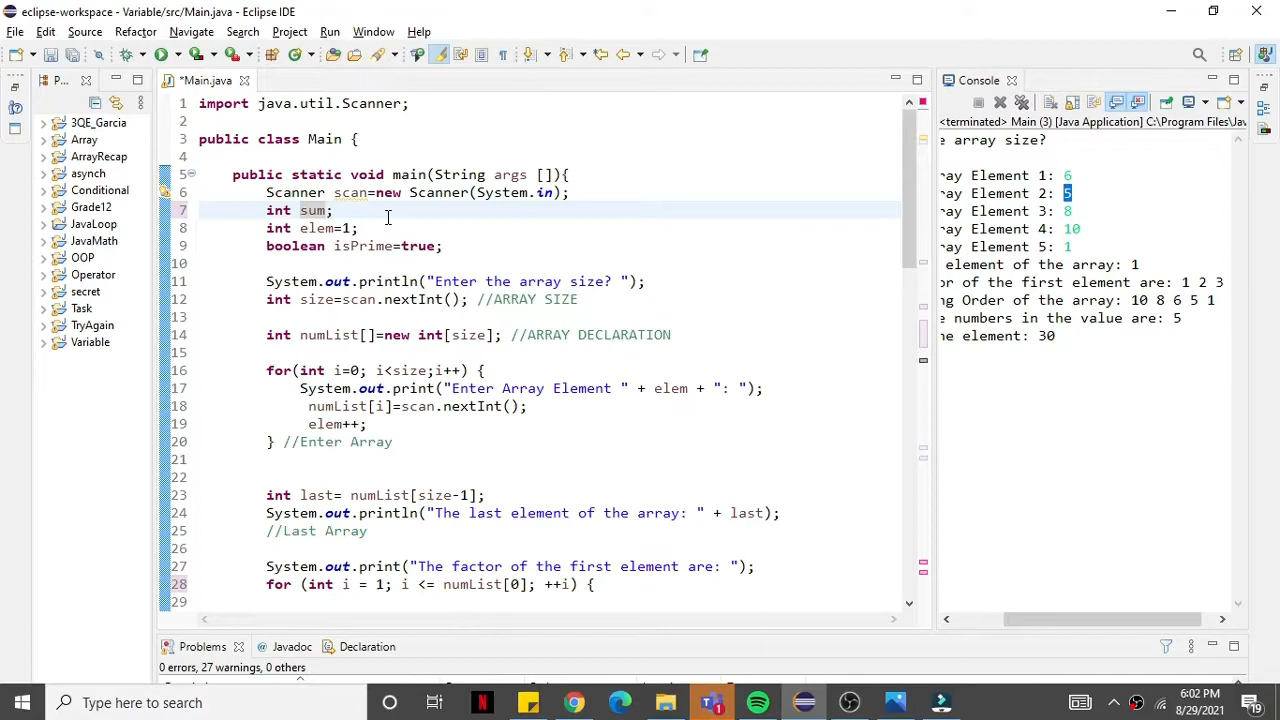 eclipse-workspace - Variable/src/Main.java - Eclipse IDE
File Edit Source Refactor Navigate Search Project Run Window Help
P...
*Main.java
Console
3QE_Garcia
Array
ArrayRecap
asynch
Conditional
Grade12
JavaLoop
JavaMath
OOP
Operator
secret
Task
TryAgain
Variable
1 import java.util.Scanner;
2
3 public class Main {
4
5 public static void main(String args []){
6 Scanner scan=new Scanner(System.in);
7 int sum;
8 int elem=1;
9 boolean isPrime=true;
10
11 System.out.println("Enter the array size? ");
12 int size=scan.nextInt(); //ARRAY SIZE
13
14 int numList[]=new int[size]; //ARRAY DECLARATION
15
16 for(int i=0; i<size;i++) {
17 System.out.print("Enter Array Element " + elem + ": ");
18 numList[i]=scan.nextInt();
19 elem++;
20 } //Enter Array
21
22
23 int last= numList[size-1];
24 System.out.println("The last element of the array: " + last);
25 //Last Array
26
27 System.out.print("The factor of the first element are: ");
28 for (int i = 1; i <= numList[0]; ++i) {
29
<terminated> Main (3) [Java Application] C:\Program Files\Jav
e array size?
ray Element 1: 6
ray Element 2: 5
ray Element 3: 8
ray Element 4: 10
ray Element 5: 1
element of the array: 1
or of the first element are: 1 2 3
ng Order of the array: 10 8 6 5 1
e numbers in the value are: 5
ne element: 30
Problems
@ Javadoc
Declaration
0 errors, 27 warnings, 0 others
Type here to search
1
6:02 PM
8/29/2021
19